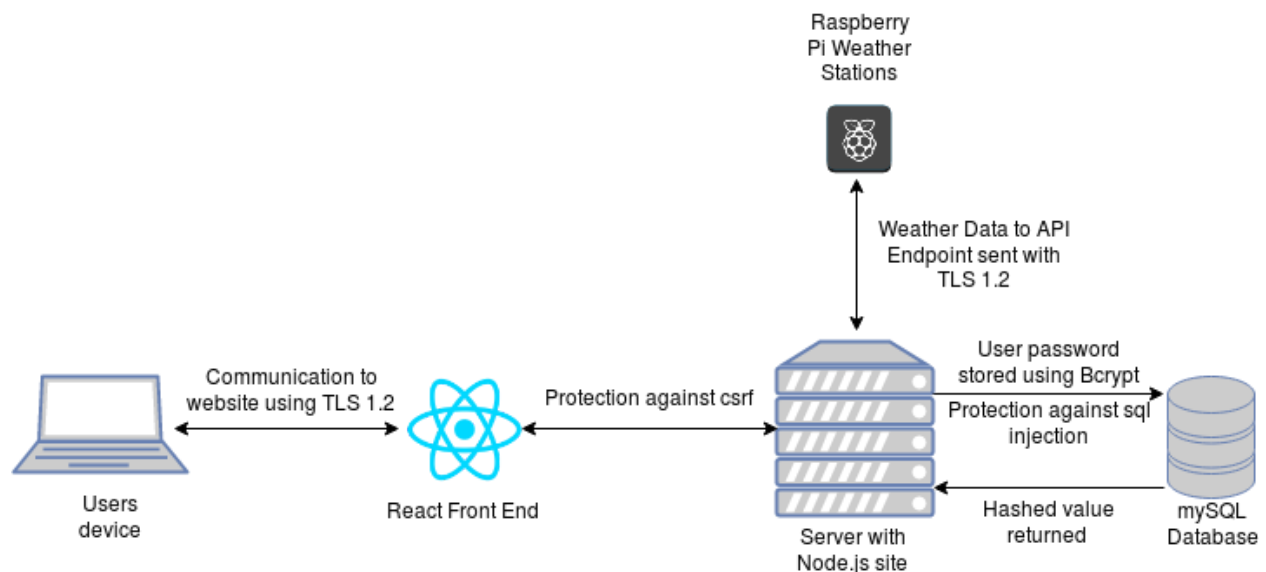 Raspberry
Pi Weather
Stations
Weather Data to API
Endpoint sent with
TLS 1.2
Communication to
website using TLS 1.2
Protection against csrf
User password
stored using Bcrypt
Protection against sql
injection
Hashed value
returned
Users
device
React Front End
Server with
Node.js site
mySQL
Database